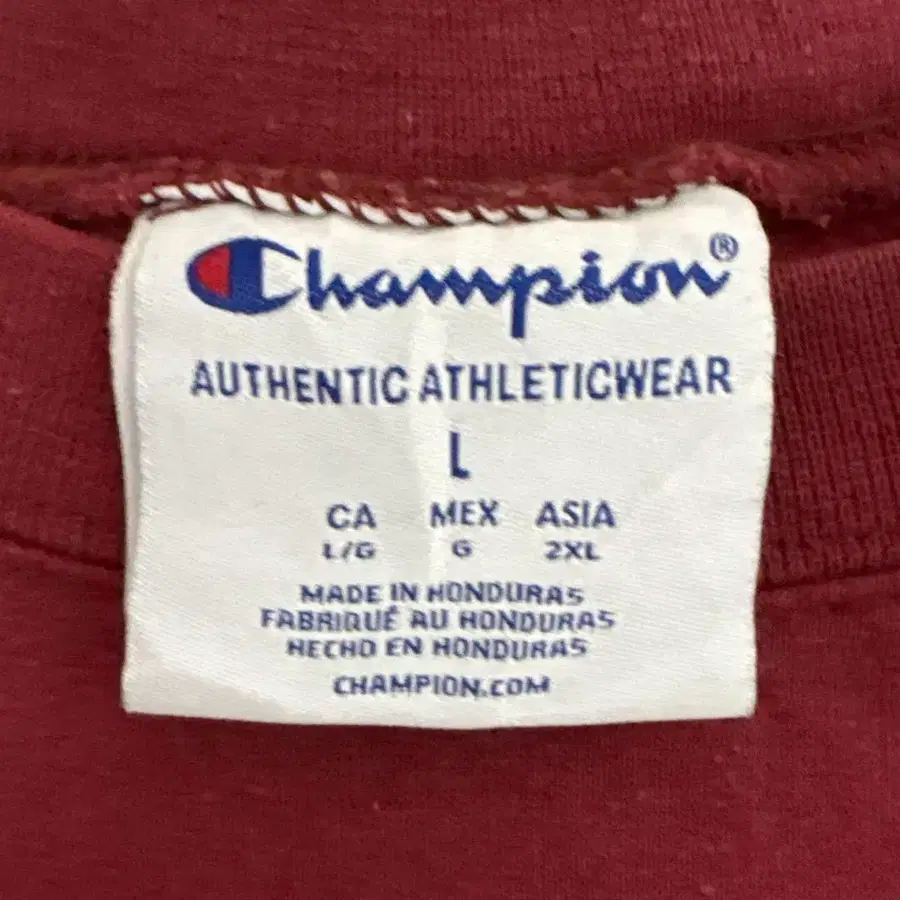 Champion®
AUTHENTIC ATHLETICWEAR
L
CA MEX ASIA
L/G G 2XL
MADE IN HONDURAS
FABRIQUÉ AU HONDURAS
HECHO EN HONDURAS
CHAMPION.COM